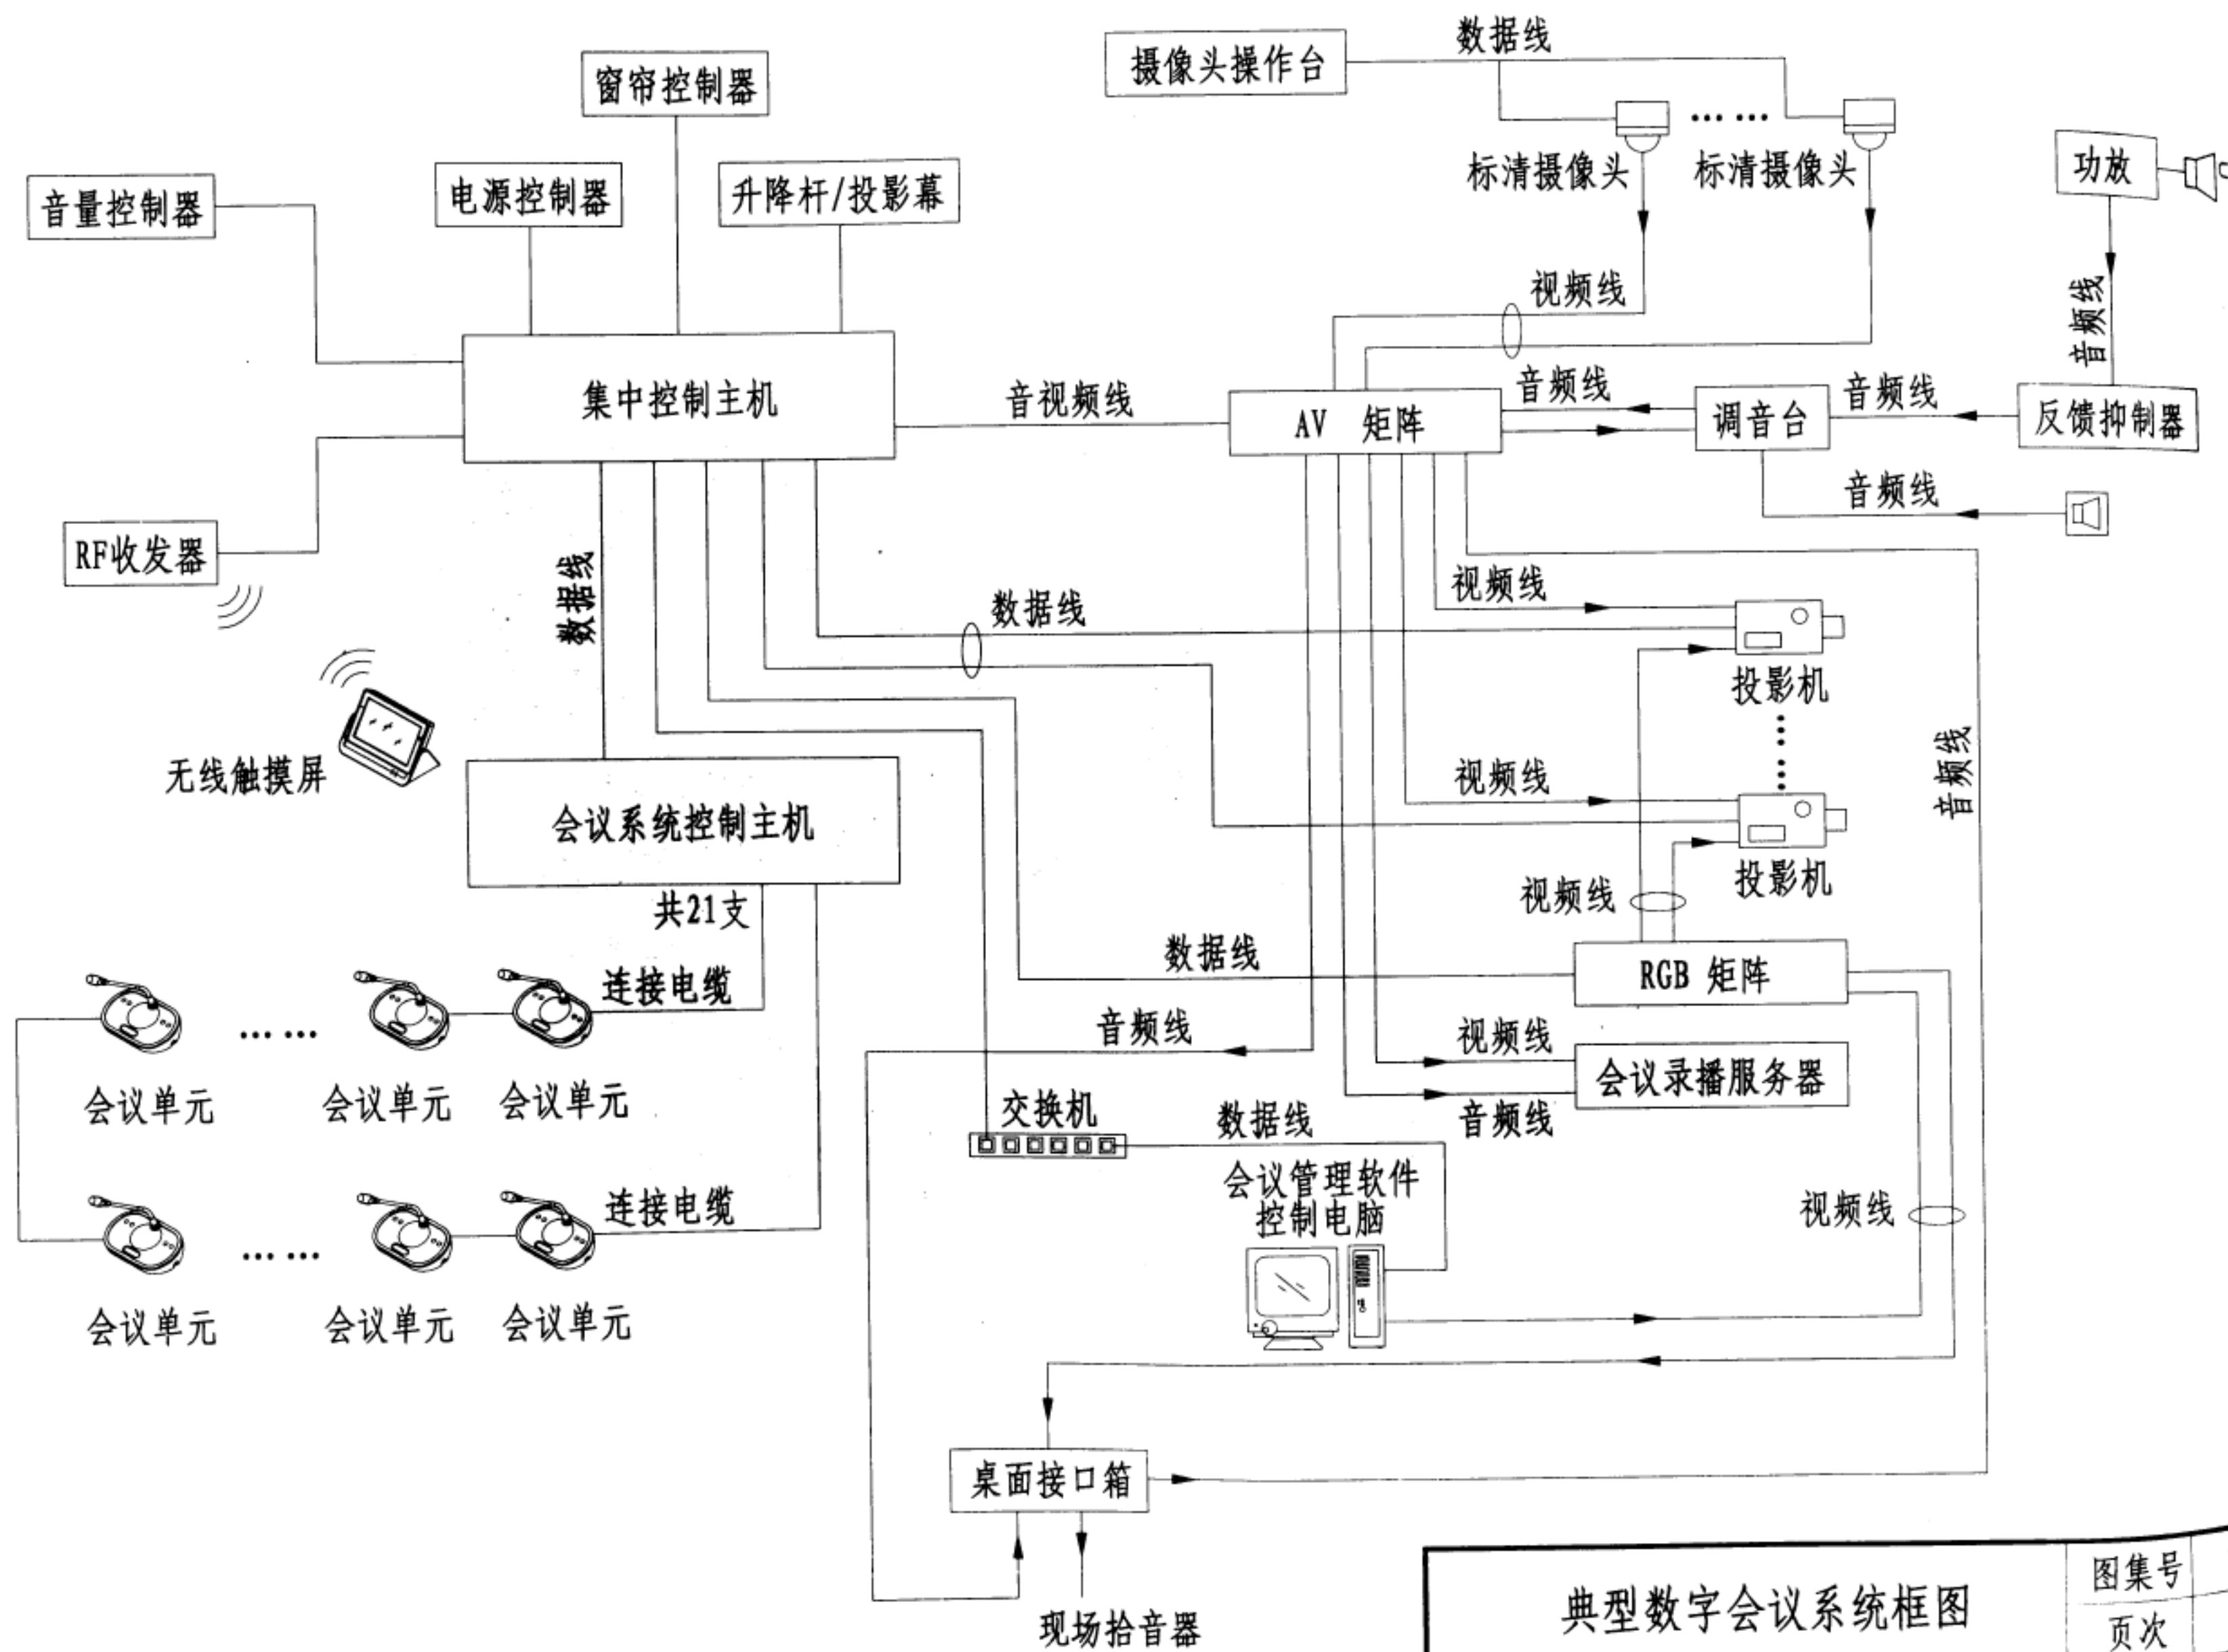 数据线
摄像头操作台
窗帘控制器
标清摄像头
标清摄像头
功放
音量控制器
电源控制器
升降杆/投影幕
视频线
音频线
集中控制主机
音视频线
AV 矩阵
音频线
调音台
音频线
反馈抑制器
音频线
RF收发器
数据线
数据线
视频线
投影机
无线触摸屏
视频线
音频线
会议系统控制主机
投影机
视频线
共21支
连接电缆
数据线
RGB 矩阵
音频线
视频线
会议录播服务器
会议单元
会议单元
会议单元
交换机
数据线
音频线
会议管理软件
控制电脑
连接电缆
视频线
会议单元
会议单元
会议单元
桌面接口箱
现场拾音器
典型数字会议系统框图
图集号
页次